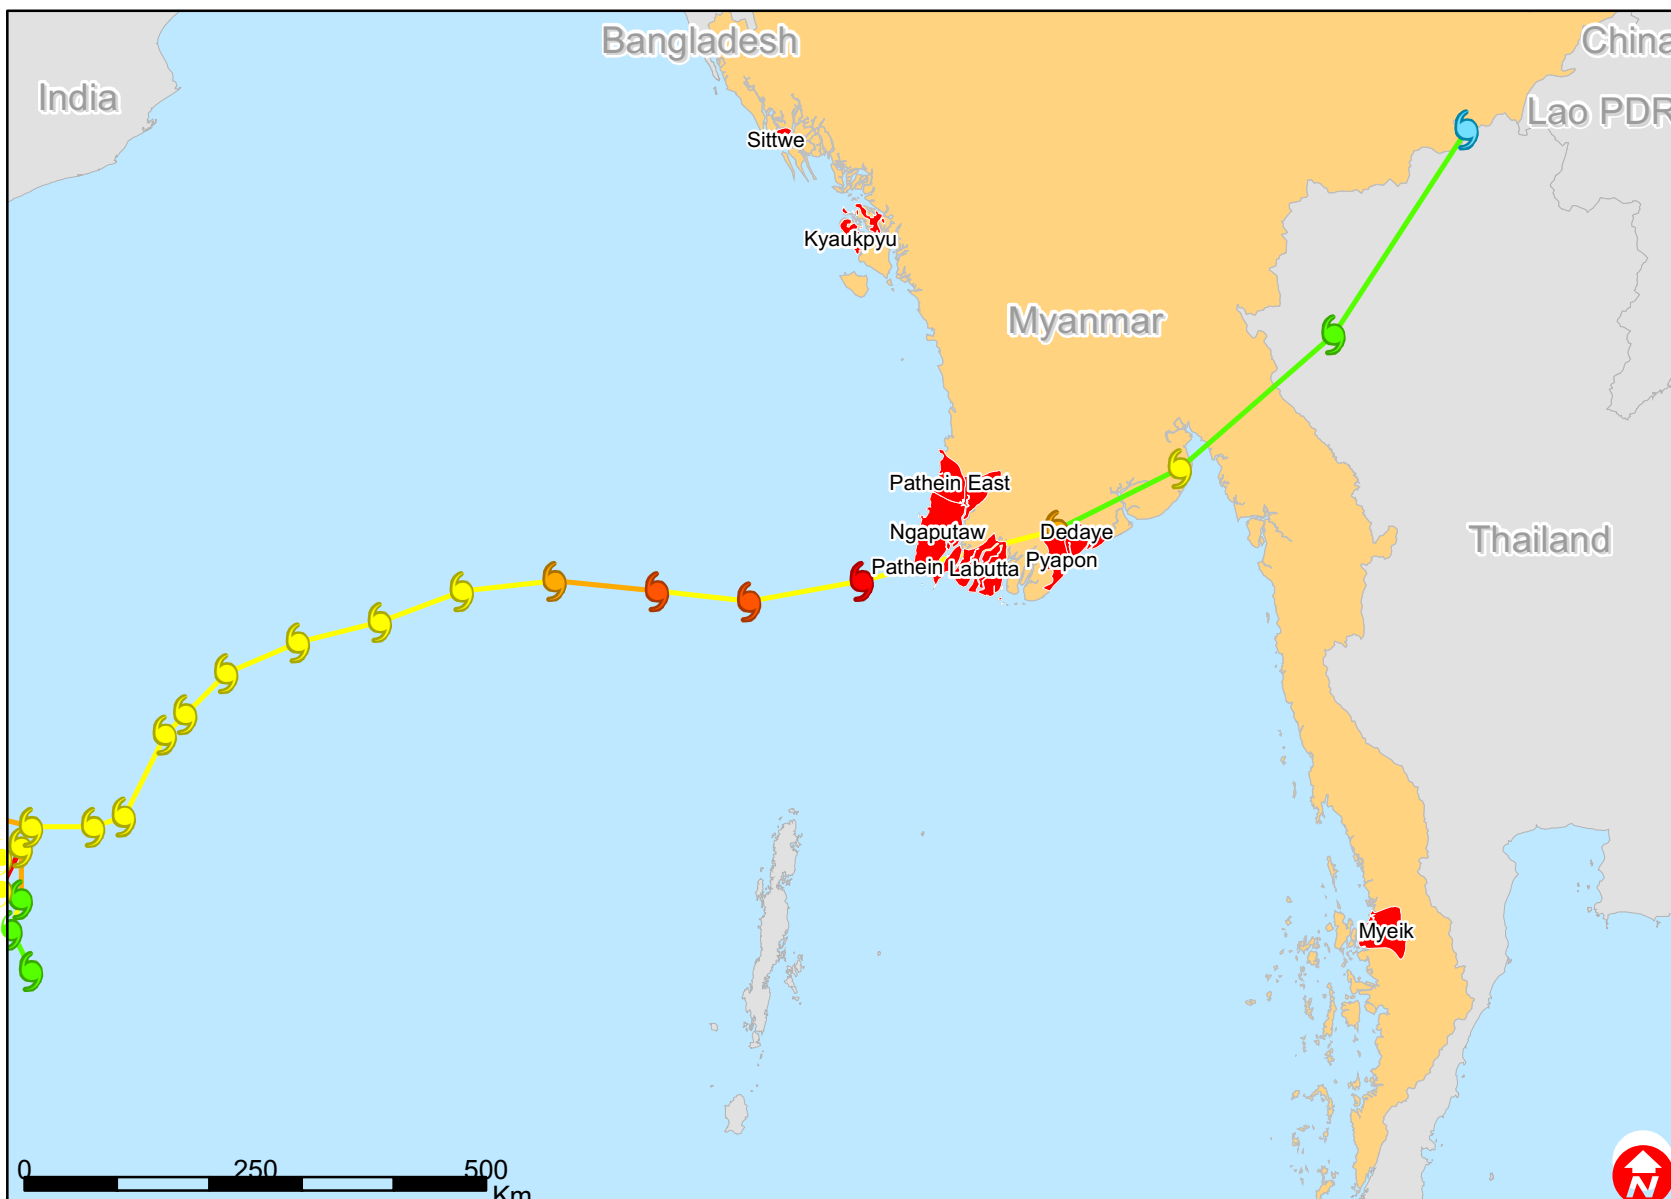 Bangladesh
China
India
Lao PDR
Sittwe
Kyaukpyu
Myanmar
Pathein East
Ngaputaw
Dedaye
Thailand
Pyapon
Pathein
Labutta
Myeik
0 250 500
Km
N